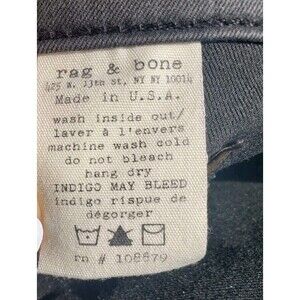 rag & bone
425 W. 13th St. NY NY 10014
Made in U.S.A.
wash inside out/
laver à l'envers
machine wash cold
do not bleach
hang dry
INDIGO MAY BLEED
indigo risque de
dégorger
rn # 108879